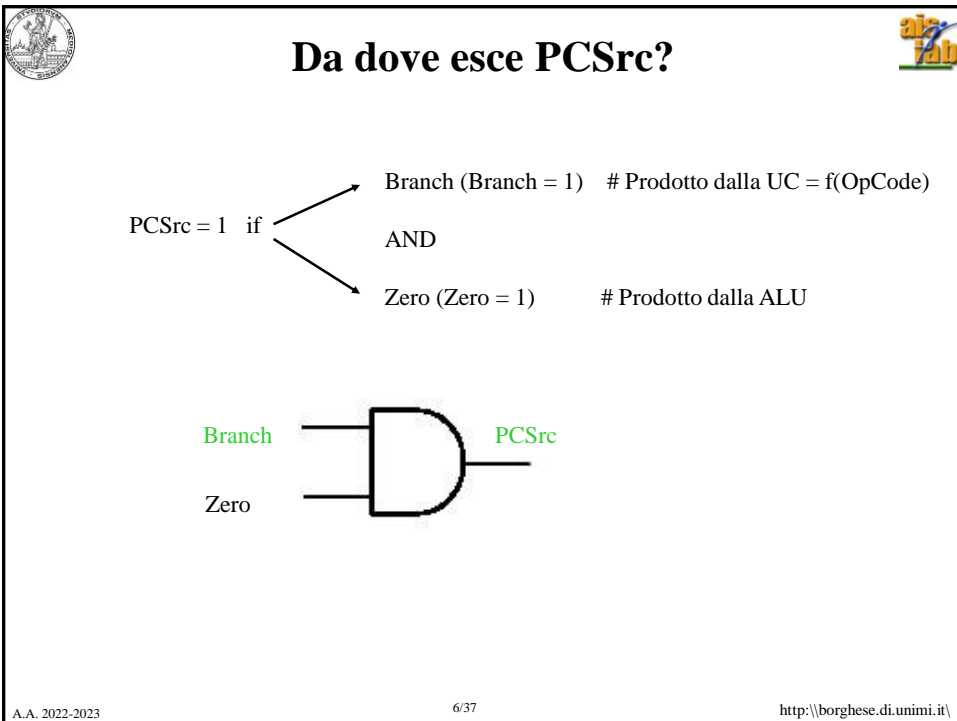 Da dove esce PCSrc?
Branch (Branch = 1) # Prodotto dalla UC = f(OpCode)
PCSrc = 1 if
AND
Zero (Zero = 1) # Prodotto dalla ALU
Branch
PCSrc
Zero
A.A. 2022-2023
6/37
http:\\borghese.di.unimi.it\